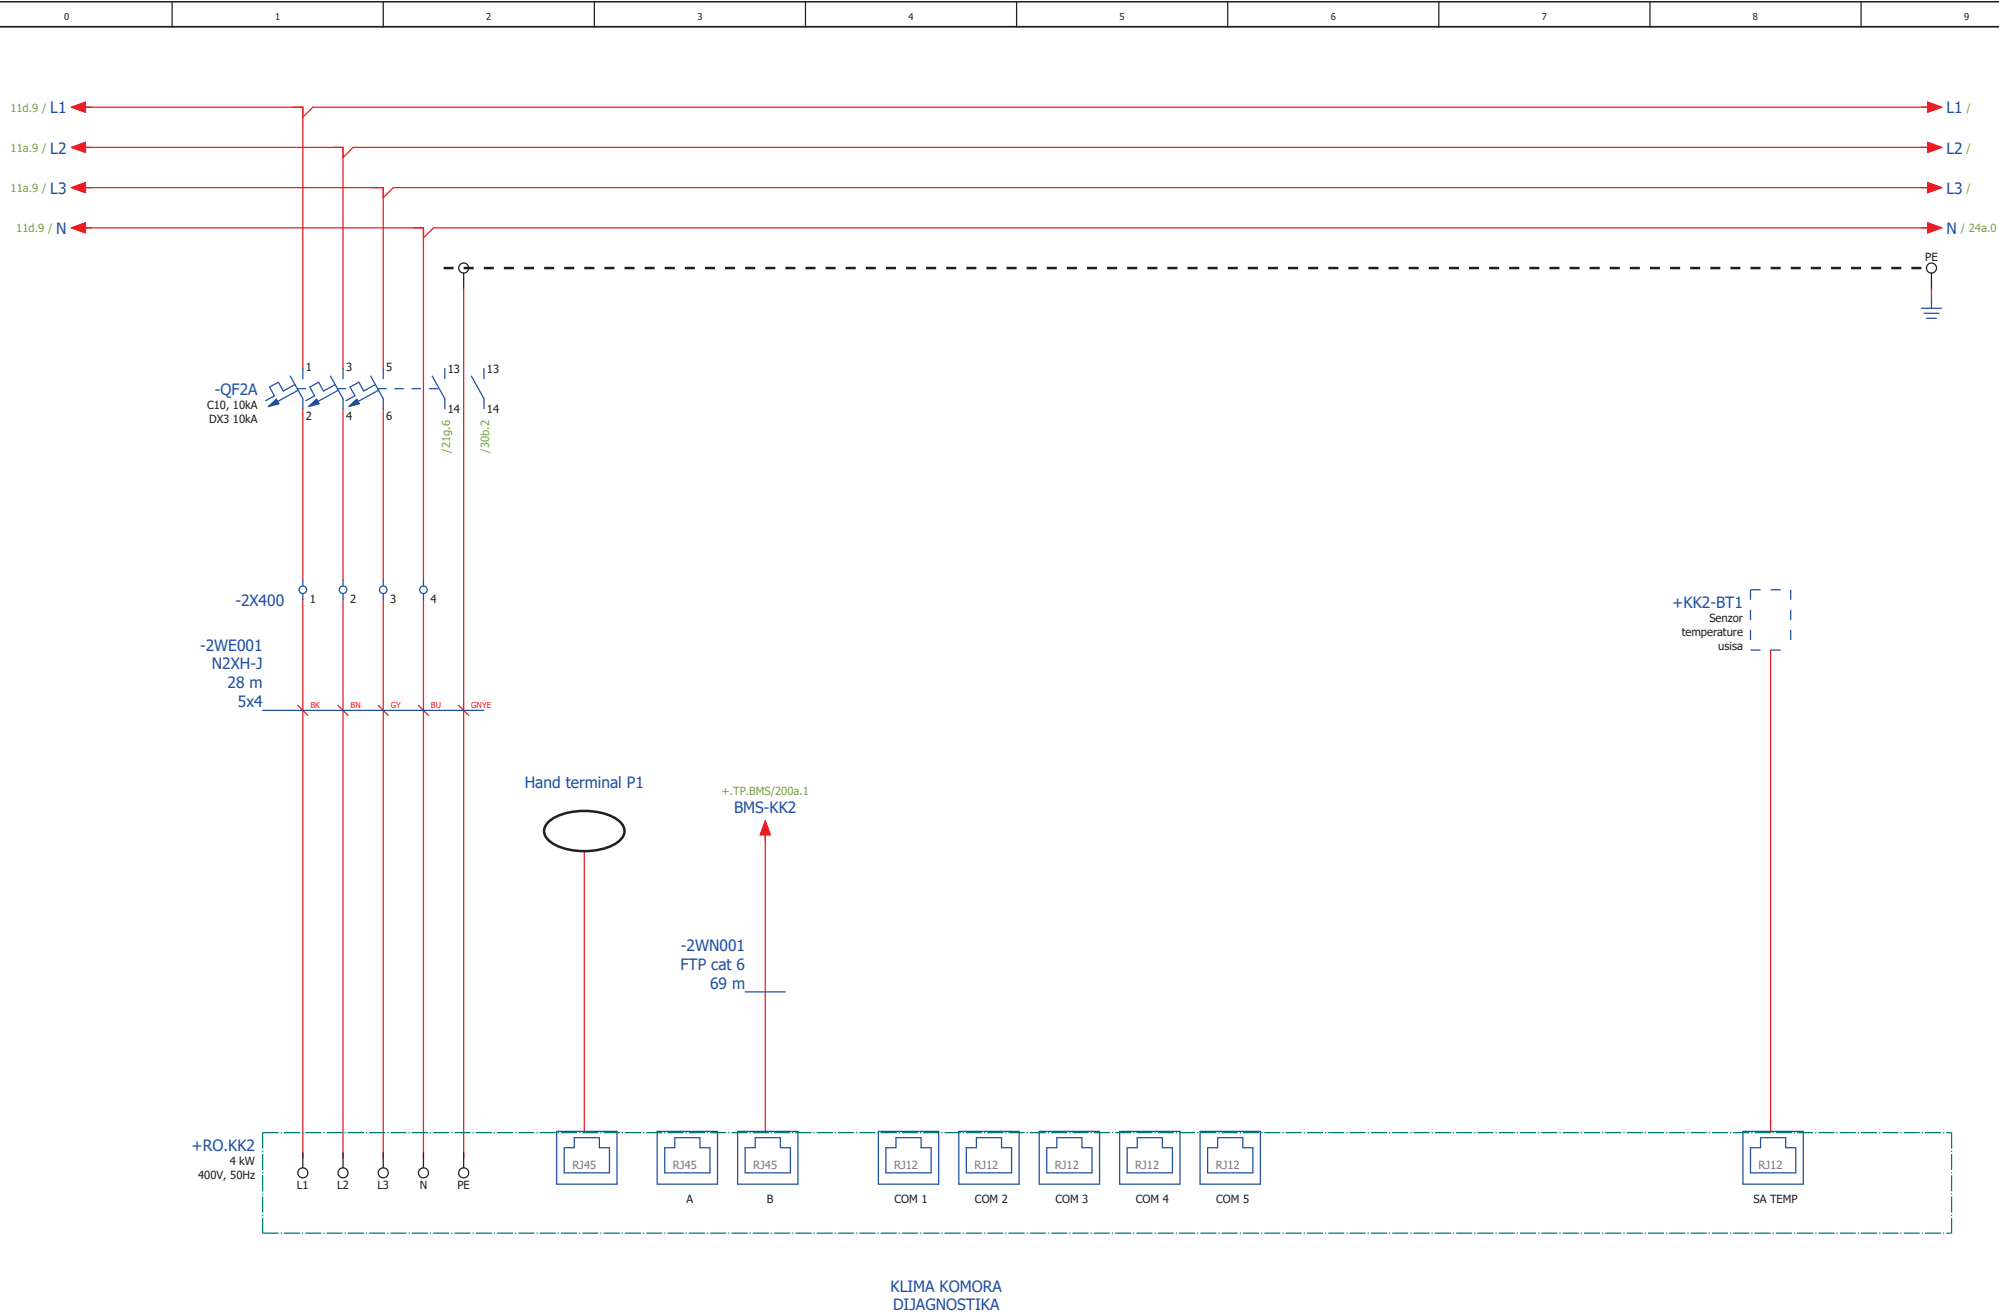 0 1 2 3 4 5 6 7 8 9
11d.9 / L1
L1 /
11a.9 / L2
L2 /
11a.9 / L3
L3 /
11d.9 / N
N / 24a.0
PE
1 3 5 13 13
-QF2A
C10, 10kA
DX3 10kA
2 4 6 14 14
/21g.6
/30b.2
-2X400
1 2 3 4
+KK2-BT1
Senzor
temperature
usisa
-2WE001
N2XH-J
28 m
5x4
BK BN GY BU GNYE
Hand terminal P1
+.TP.BMS/200a.1
BMS-KK2
-2WN001
FTP cat 6
69 m
+RO.KK2
4 kW
400V, 50Hz
L1 L2 L3 N PE
RJ45 RJ45 RJ45 RJ12 RJ12 RJ12 RJ12 RJ12 RJ12
A B COM 1 COM 2 COM 3 COM 4 COM 5 SA TEMP
KLIMA KOMORA
DIJAGNOSTIKA